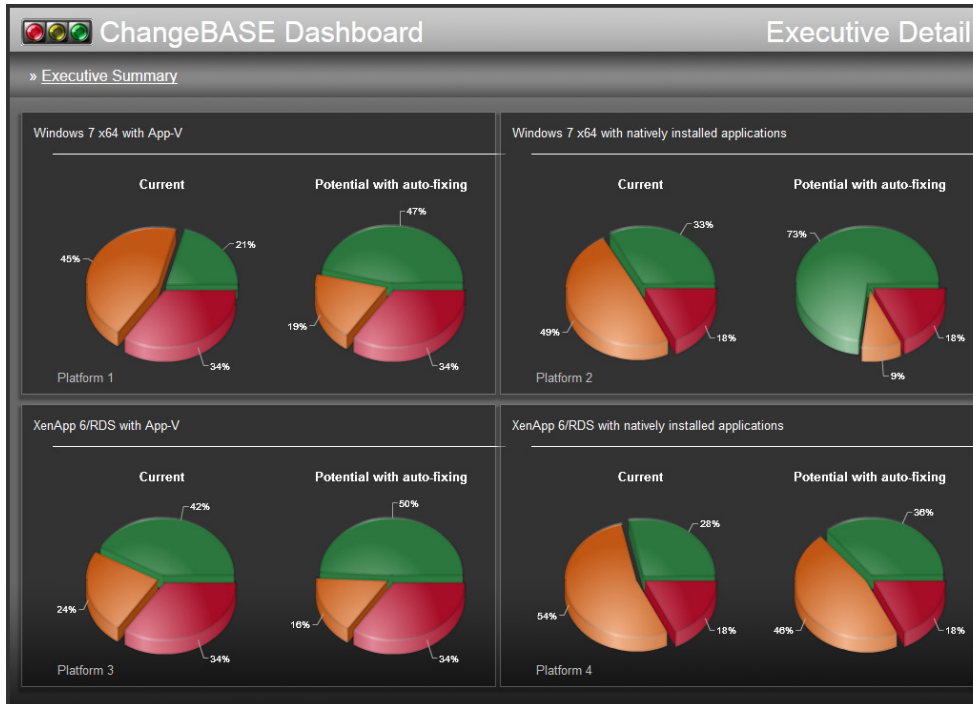 ChangeBASE Dashboard
Executive Detail
» Executive Summary
Windows 7 x64 with App-V
Current
Potential with auto-fixing
45%
21%
34%
47%
19%
34%
Platform 1
Windows 7 x64 with natively installed applications
Current
Potential with auto-fixing
33%
49%
18%
73%
18%
9%
Platform 2
XenApp 6/RDS with App-V
Current
Potential with auto-fixing
42%
24%
34%
50%
16%
34%
Platform 3
XenApp 6/RDS with natively installed applications
Current
Potential with auto-fixing
28%
54%
18%
36%
46%
18%
Platform 4